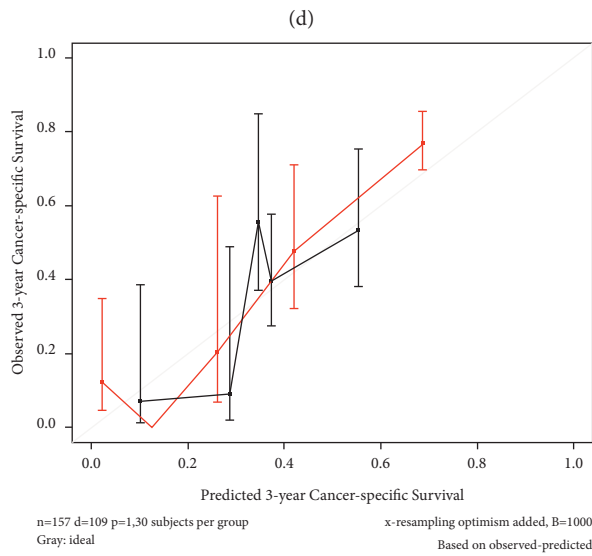 (d)
1.0
0.8
0.6
0.4
0.2
0.0
Observed 3-year Cancer-specific Survival
0.0 0.2 0.4 0.6 0.8 1.0
Predicted 3-year Cancer-specific Survival
n=157 d=109 p=1,30 subjects per group
Gray: ideal
x-resampling optimism added, B=1000
Based on observed-predicted